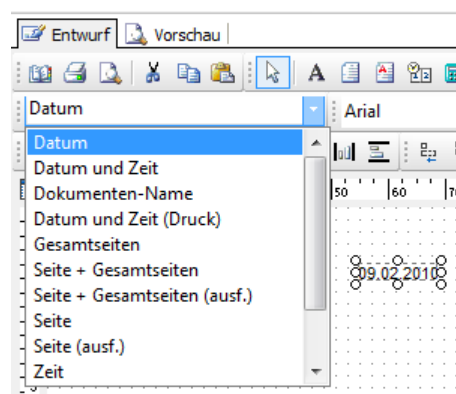 Entwurf Vorschau
Datum Arial
Datum
Datum und Zeit
Dokumenten-Name
Datum und Zeit (Druck)
Gesamtseiten
Seite + Gesamtseiten
Seite + Gesamtseiten (ausf.)
Seite
Seite (ausf.)
Zeit
50 60
09.02.2010